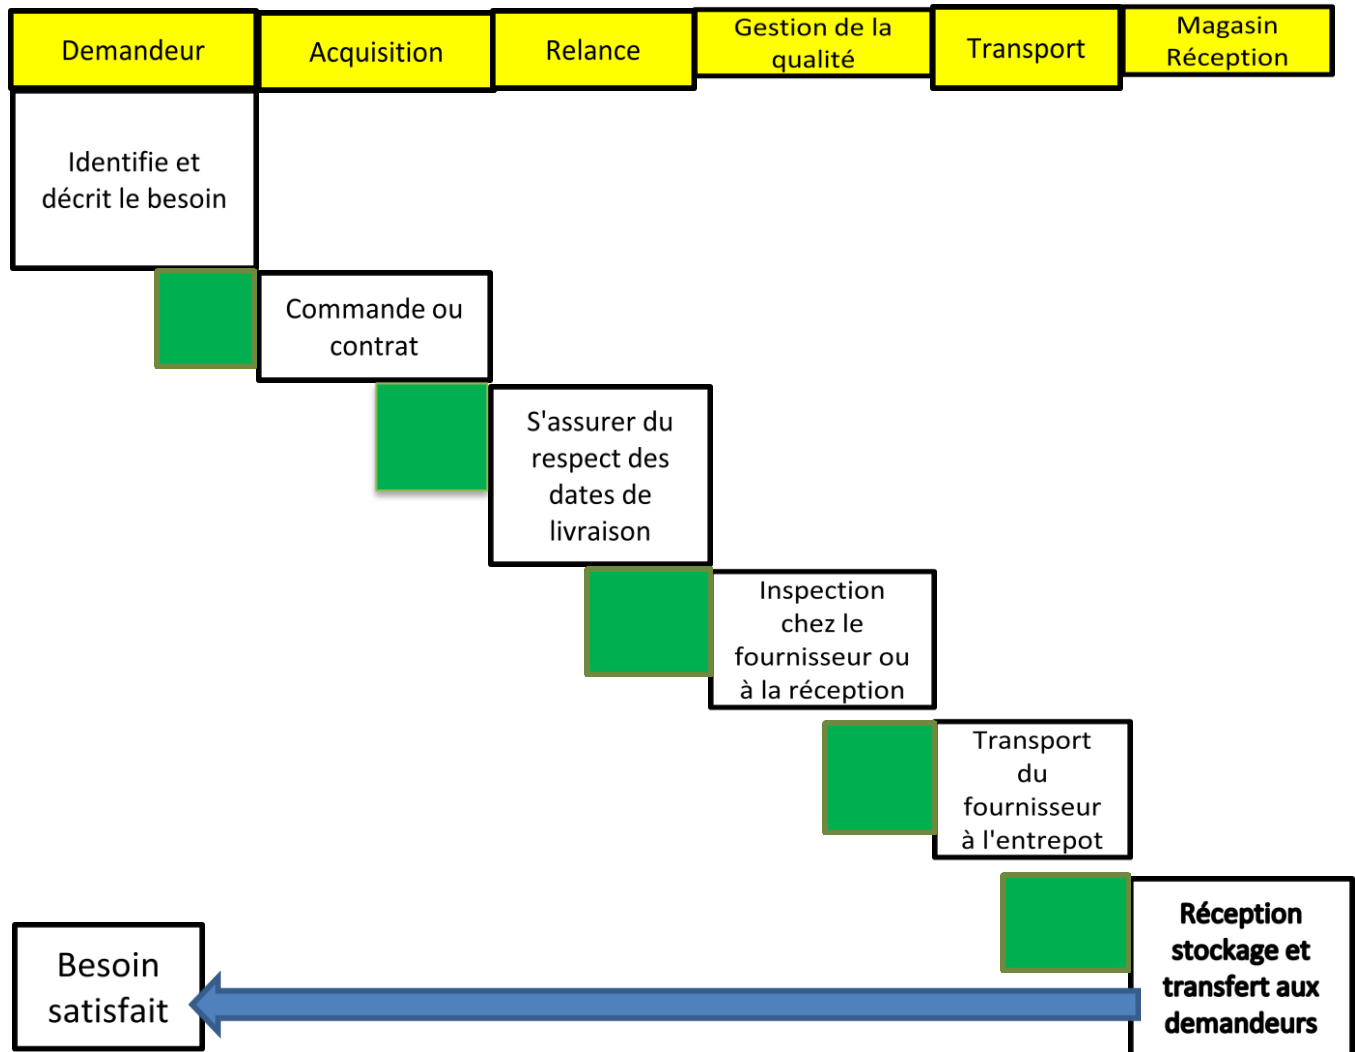 Demandeur
Acquisition
Relance
Gestion de la
qualité
Transport
Magasin
Réception
Identifie et
décrit le besoin
Commande ou
contrat
S'assurer du
respect des
dates de
livraison
Inspection
chez le
fournisseur ou
à la réception
Transport
du
fournisseur
à l'entrepot
Réception
stockage et
transfert aux
demandeurs
Besoin
satisfait